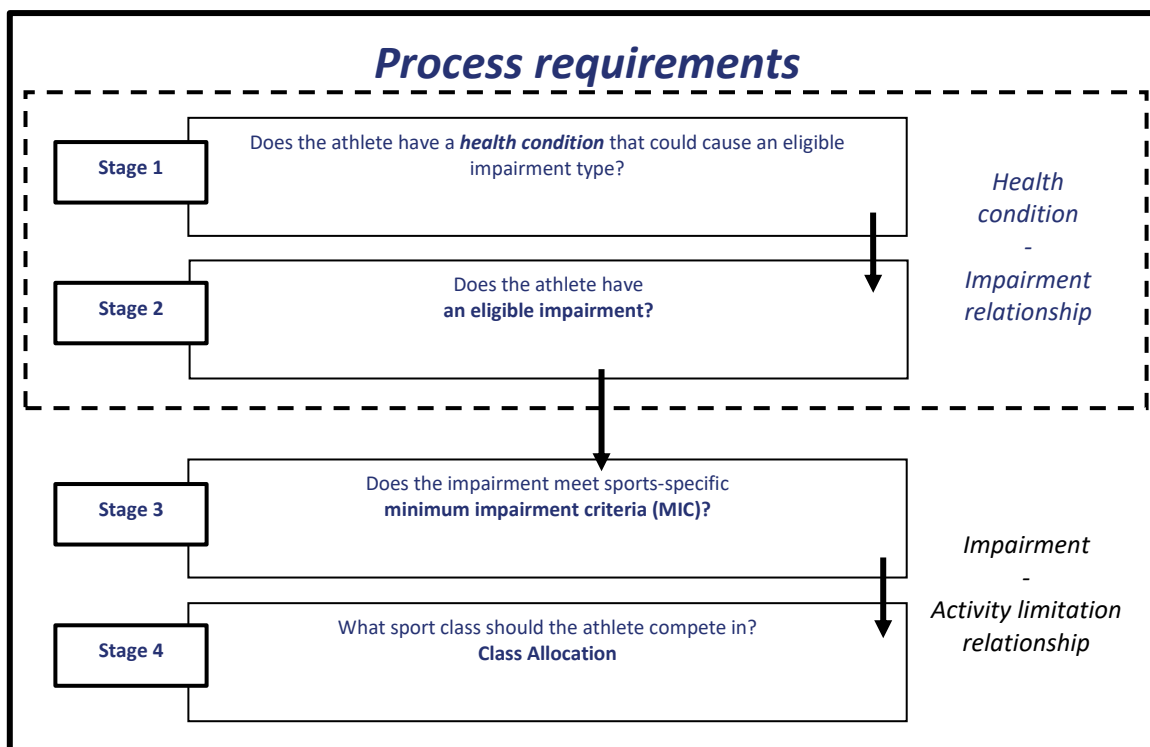 Process requirements
Stage 1
Does the athlete have a health condition that could cause an eligible
impairment type?
Health
condition
-
Impairment
relationship
Stage 2
Does the athlete have
an eligible impairment?
Stage 3
Does the impairment meet sports-specific
minimum impairment criteria (MIC)?
Impairment
-
Activity limitation
relationship
Stage 4
What sport class should the athlete compete in?
Class Allocation